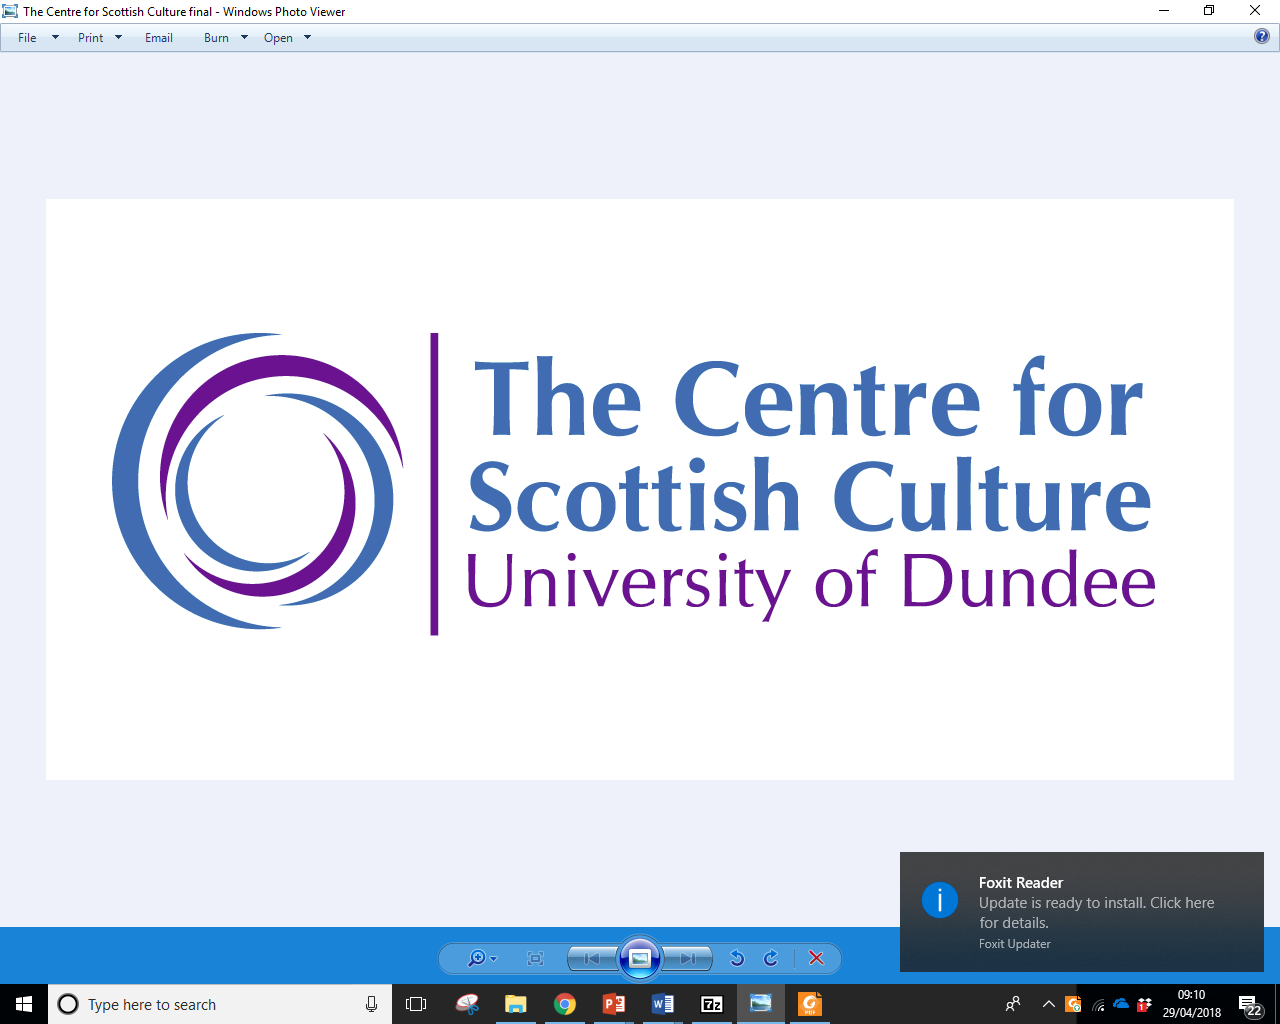 The Centre for Scottish Culture final - Windows Photo Viewer
File Print Email Burn Open
?
The Centre for
Scottish Culture
University of Dundee
Foxit Reader
Update is ready to install. Click here
for details.
Foxit Updater
Type here to search
7z
PDF
09:10
29/04/2018
22